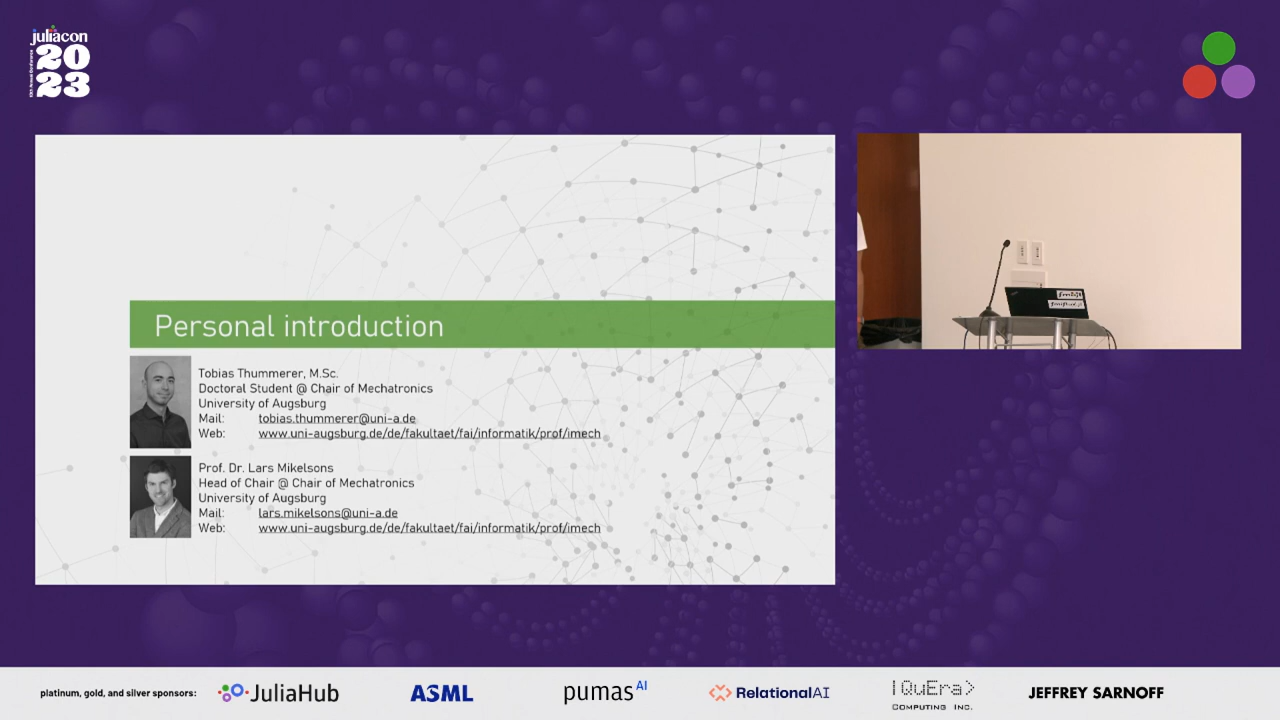 juliacon
20
23
Personal introduction
Tobias Thummerer, M.Sc.
Doctoral Student @ Chair of Mechatronics
University of Augsburg
Mail: tobias.thummerer@uni-a.de
Web: www.uni-augsburg.de/de/fakultaet/fai/informatik/prof/imech
Prof. Dr. Lars Mikelsons
Head of Chair @ Chair of Mechatronics
University of Augsburg
Mail: lars.mikelsons@uni-a.de
Web: www.uni-augsburg.de/de/fakultaet/fai/informatik/prof/imech
platinum, gold, and silver sponsors:
JuliaHub
ASML
pumas AI
RelationalAI
|QuEra>
COMPUTING INC.
JEFFREY SARNOFF